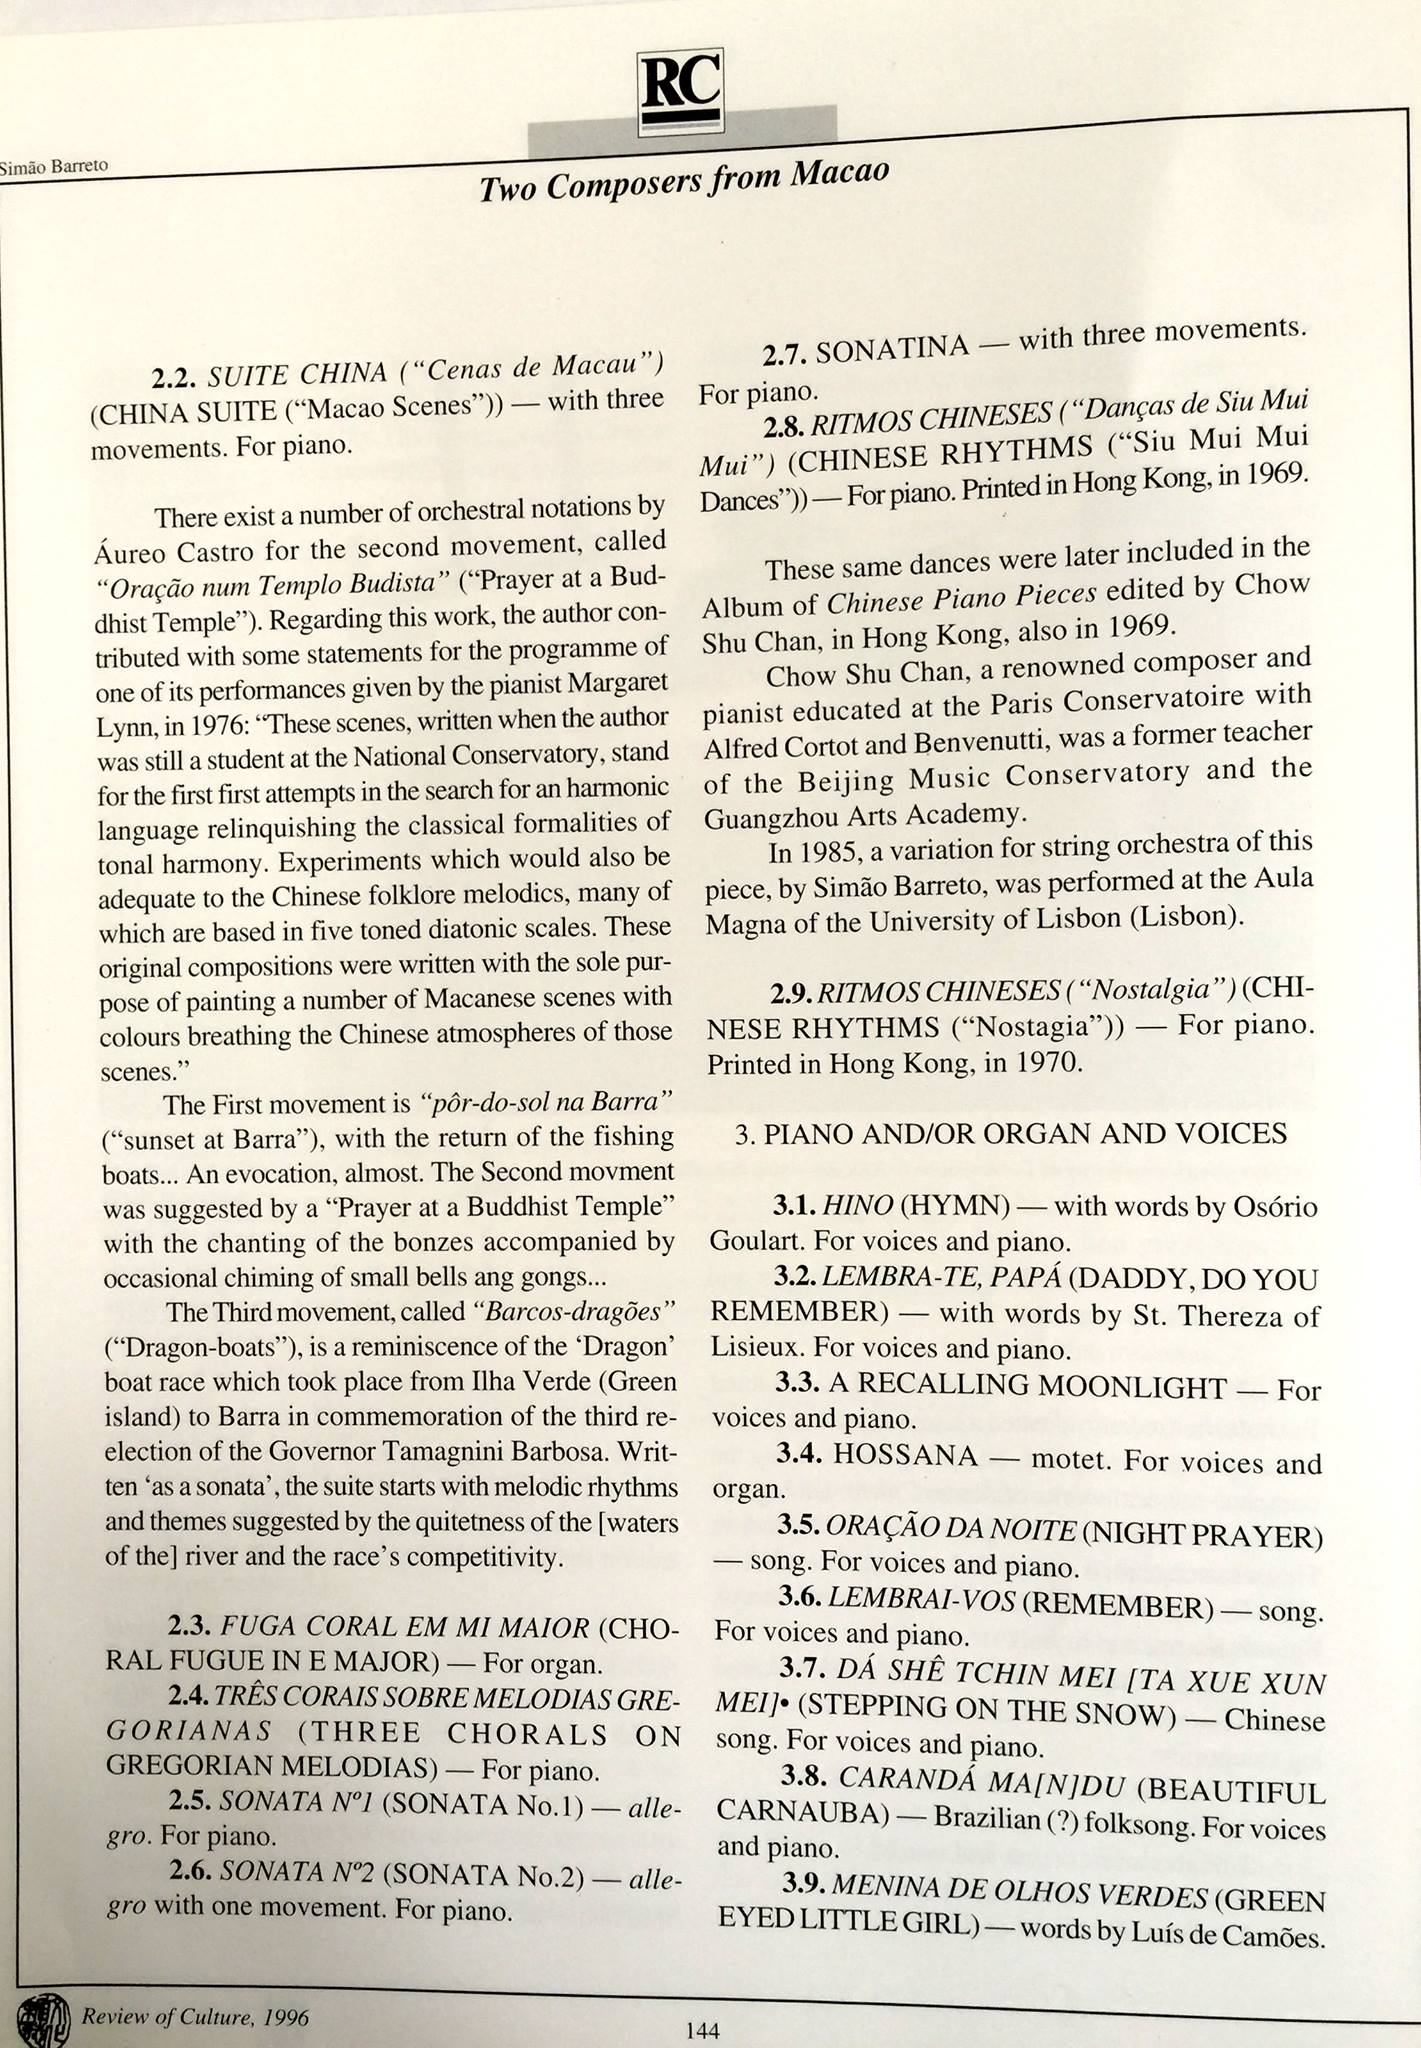 RC
Simão Barreto
Two Composers from Macao
2.2. SUITE CHINA (“Cenas de Macau”)
(CHINA SUITE (“Macao Scenes”)) — with three
movements. For piano.
There exist a number of orchestral notations by
Áureo Castro for the second movement, called
“Oração num Templo Budista” (“Prayer at a Bud-
dhist Temple”). Regarding this work, the author con-
tributed with some statements for the programme of
one of its performances given by the pianist Margaret
Lynn, in 1976: “These scenes, written when the author
was still a student at the National Conservatory, stand
for the first first attempts in the search for an harmonic
language relinquishing the classical formalities of
tonal harmony. Experiments which would also be
adequate to the Chinese folklore melodics, many of
which are based in five toned diatonic scales. These
original compositions were written with the sole pur-
pose of painting a number of Macanese scenes with
colours breathing the Chinese atmospheres of those
scenes.”
The First movement is “pôr-do-sol na Barra”
(“sunset at Barra”), with the return of the fishing
boats... An evocation, almost. The Second movment
was suggested by a “Prayer at a Buddhist Temple”
with the chanting of the bonzes accompanied by
occasional chiming of small bells ang gongs...
The Third movement, called “Barcos-dragões”
(“Dragon-boats”), is a reminiscence of the ‘Dragon’
boat race which took place from Ilha Verde (Green
island) to Barra in commemoration of the third re-
election of the Governor Tamagnini Barbosa. Writ-
ten ‘as a sonata’, the suite starts with melodic rhythms
and themes suggested by the quitetness of the [waters
of the] river and the race’s competitivity.
2.3. FUGA CORAL EM MI MAIOR (CHO-
RAL FUGUE IN E MAJOR) — For organ.
2.4. TRÊS CORAIS SOBRE MELODIAS GRE-
GORIANAS (THREE CHORALS ON
GREGORIAN MELODIAS) — For piano.
2.5. SONATA Nº1 (SONATA No.1) — alle-
gro. For piano.
2.6. SONATA Nº2 (SONATA No.2) — alle-
gro with one movement. For piano.
2.7. SONATINA — with three movements.
For piano.
2.8. RITMOS CHINESES (“Danças de Siu Mui
Mui”) (CHINESE RHYTHMS (“Siu Mui Mui
Dances”)) — For piano. Printed in Hong Kong, in 1969.
These same dances were later included in the
Album of Chinese Piano Pieces edited by Chow
Shu Chan, in Hong Kong, also in 1969.
Chow Shu Chan, a renowned composer and
pianist educated at the Paris Conservatoire with
Alfred Cortot and Benvenutti, was a former teacher
of the Beijing Music Conservatory and the
Guangzhou Arts Academy.
In 1985, a variation for string orchestra of this
piece, by Simão Barreto, was performed at the Aula
Magna of the University of Lisbon (Lisbon).
2.9. RITMOS CHINESES (“Nostalgia”) (CHI-
NESE RHYTHMS (“Nostagia”)) — For piano.
Printed in Hong Kong, in 1970.
3. PIANO AND/OR ORGAN AND VOICES
3.1. HINO (HYMN) — with words by Osório
Goulart. For voices and piano.
3.2. LEMBRA-TE, PAPÁ (DADDY, DO YOU
REMEMBER) — with words by St. Thereza of
Lisieux. For voices and piano.
3.3. A RECALLING MOONLIGHT — For
voices and piano.
3.4. HOSSANA — motet. For voices and
organ.
3.5. ORAÇÃO DA NOITE (NIGHT PRAYER)
— song. For voices and piano.
3.6. LEMBRAI-VOS (REMEMBER) — song.
For voices and piano.
3.7. DÁ SHÊ TCHIN MEI [TA XUE XUN
MEI]• (STEPPING ON THE SNOW) — Chinese
song. For voices and piano.
3.8. CARANDÁ MA[N]DU (BEAUTIFUL
CARNAUBA) — Brazilian (?) folksong. For voices
and piano.
3.9. MENINA DE OLHOS VERDES (GREEN
EYED LITTLE GIRL) — words by Luís de Camões.
Review of Culture, 1996
144